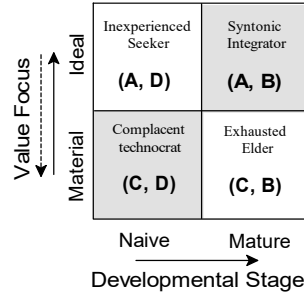 Value Focus
Ideal
Material
Inexperienced
Seeker
(A, D)
Syntonic
Integrator
(A, B)
Complacent
technocrat
(C, D)
Exhausted
Elder
(C, B)
Naive
Mature
Developmental Stage